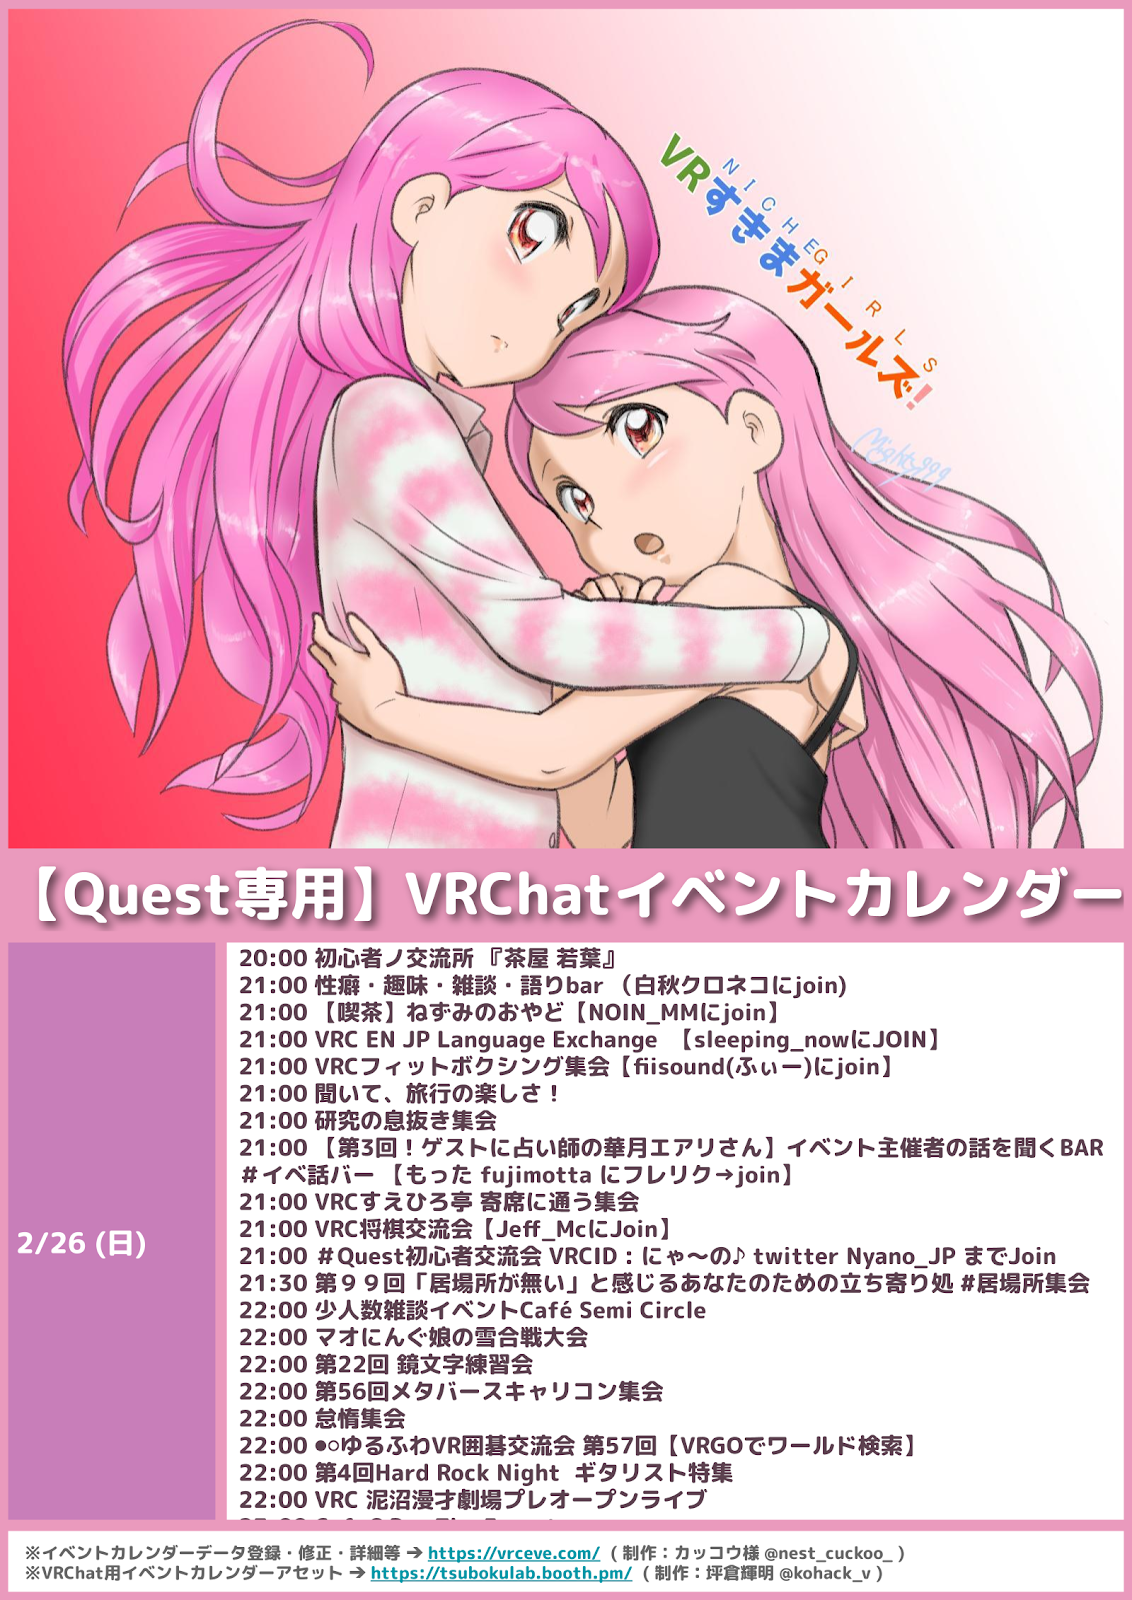 VRすきまガールズ!
NICHE GIRLS
Mighty999
【Quest専用】VRChatイベントカレンダー
2/26 (日)
20:00 初心者ノ交流所 『茶屋 若葉』
21:00 性癖・趣味・雑談・語りbar （白秋クロネコにjoin)
21:00 【喫茶】ねずみのおやど【NOIN_MMにjoin】
21:00 VRC EN JP Language Exchange 【sleeping_nowにJOIN】
21:00 VRCフィットボクシング集会【fiisound(ふぃー)にjoin】
21:00 聞いて、旅行の楽しさ！
21:00 研究の息抜き集会
21:00 【第3回！ゲストに占い師の華月エアリさん】イベント主催者の話を聞くBAR
＃イベ話バー 【もった fujimotta にフレリク→join】
21:00 VRCすえひろ亭 寄席に通う集会
21:00 VRC将棋交流会【Jeff_McにJoin】
21:00 ＃Quest初心者交流会 VRCID：にゃ～の♪ twitter Nyano_JP までJoin
21:30 第９９回「居場所が無い」と感じるあなたのための立ち寄り処 #居場所集会
22:00 少人数雑談イベントCafé Semi Circle
22:00 マオにんぐ娘の雪合戦大会
22:00 第22回 鏡文字練習会
22:00 第56回メタバースキャリコン集会
22:00 怠惰集会
22:00 ●○ゆるふわVR囲碁交流会 第57回【VRGOでワールド検索】
22:00 第4回Hard Rock Night ギタリスト特集
22:00 VRC 泥沼漫才劇場プレオープンライブ
※イベントカレンダーデータ登録・修正・詳細等 ➔ https://vrceve.com/ （ 制作：カッコウ様 @nest_cuckoo_ ）
※VRChat用イベントカレンダーアセット ➔ https://tsubokulab.booth.pm/ （ 制作：坪倉輝明 @kohack_v ）